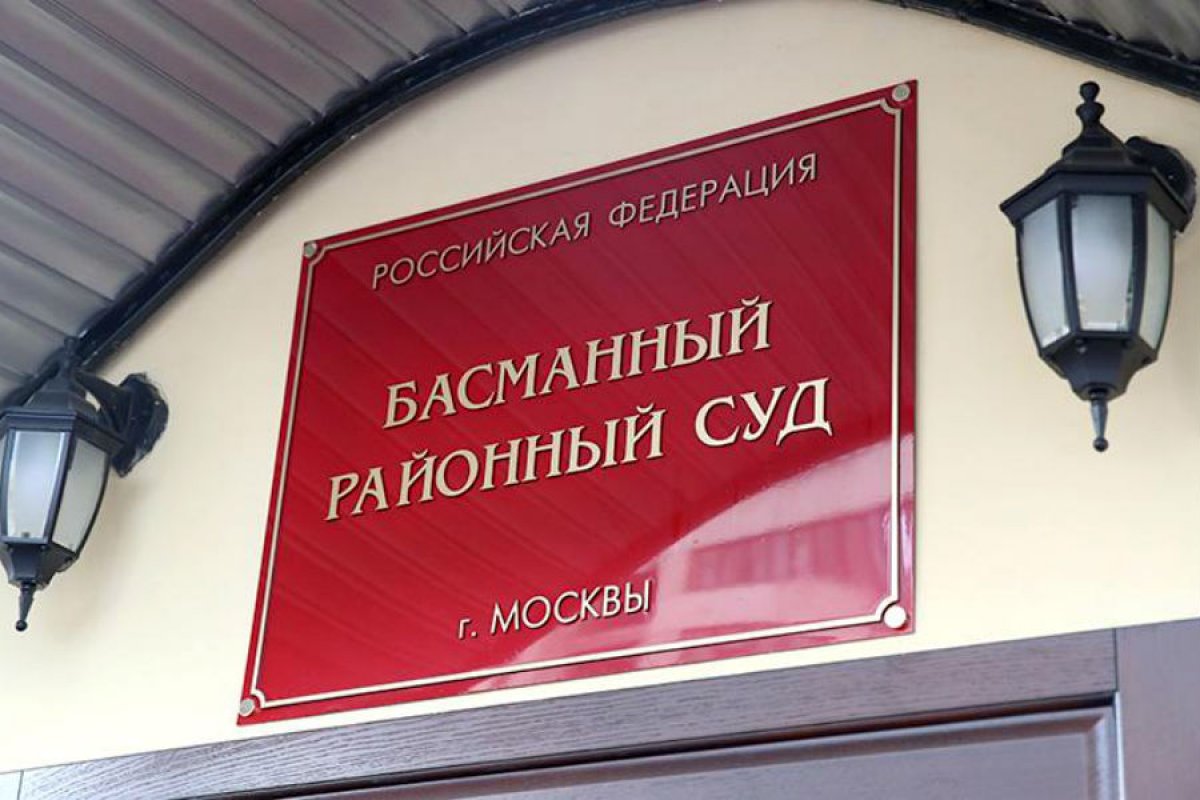 РОССИЙСКАЯ ФЕДЕРАЦИЯ
БАСМАННЫЙ
РАЙОННЫЙ СУД
г. МОСКВЫ